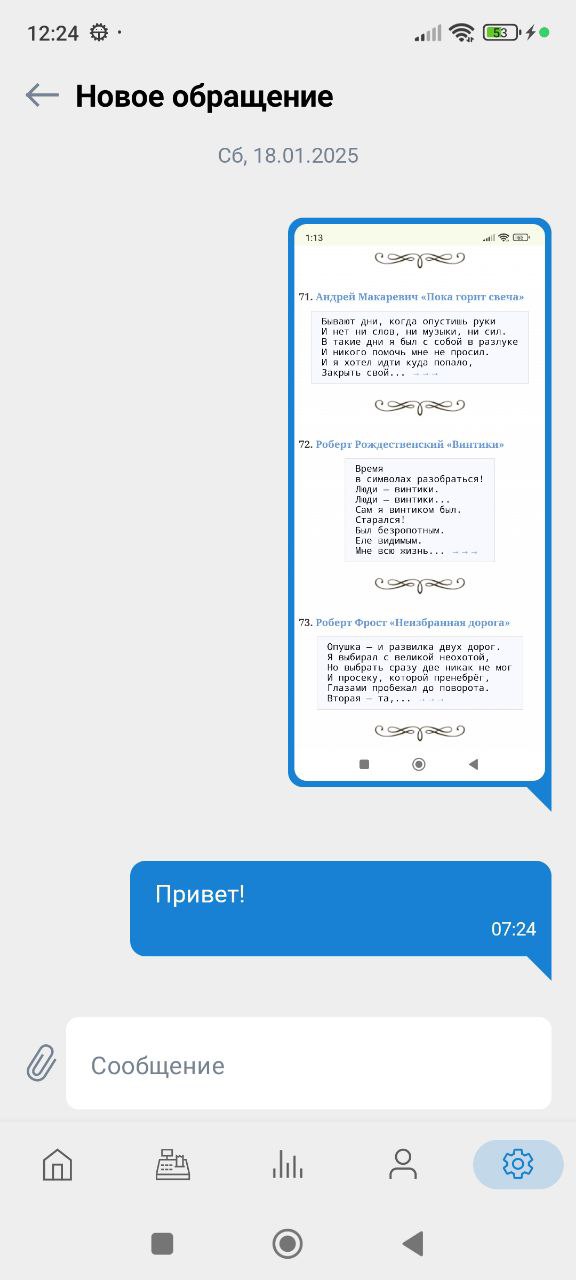 12:24
53
Новое обращение
Сб, 18.01.2025
1:13
71. Андрей Макаревич «Пока горит свеча»
Бывают дни, когда опустишь руки
И нет ни слов, ни музыки, ни сил.
В такие дни я был с собой в разлуке
И никого помочь мне не просил.
И я хотел идти куда попало,
Закрыть свой... →→→
72. Роберт Рождественский «Винтики»
Время
в символах разобраться!
Люди — винтики.
Люди — винтики...
Сам я винтиком был.
Старался!
Был безропотным.
Еле видимым.
Мне всю жизнь... →→→
73. Роберт Фрост «Неизбранная дорога»
Опушка — и развилка двух дорог.
Я выбирал с великой неохотой,
Но выбрать сразу две никак не мог
И просеку, которой пренебрёг,
Глазами пробежал до поворота.
Вторая — та,... →→→
Привет!
07:24
Сообщение